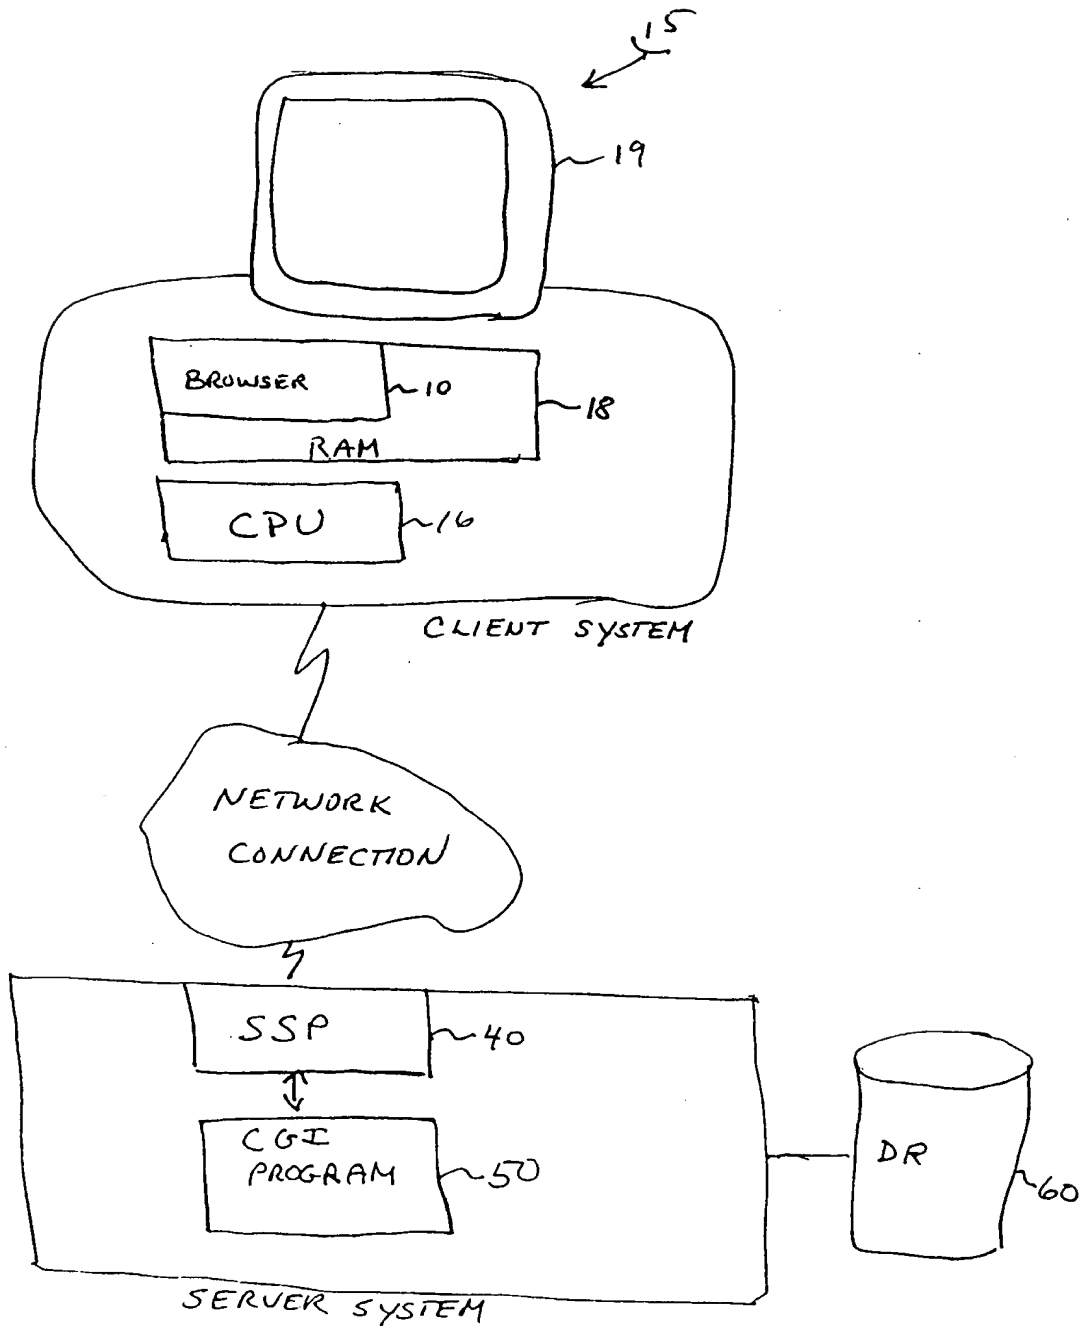 15
19
BROWSER
10
18
RAM
CPU
16
CLIENT SYSTEM
NETWORK
CONNECTION
SSP
40
CGI
PROGRAM
50
DR
60
SERVER SYSTEM